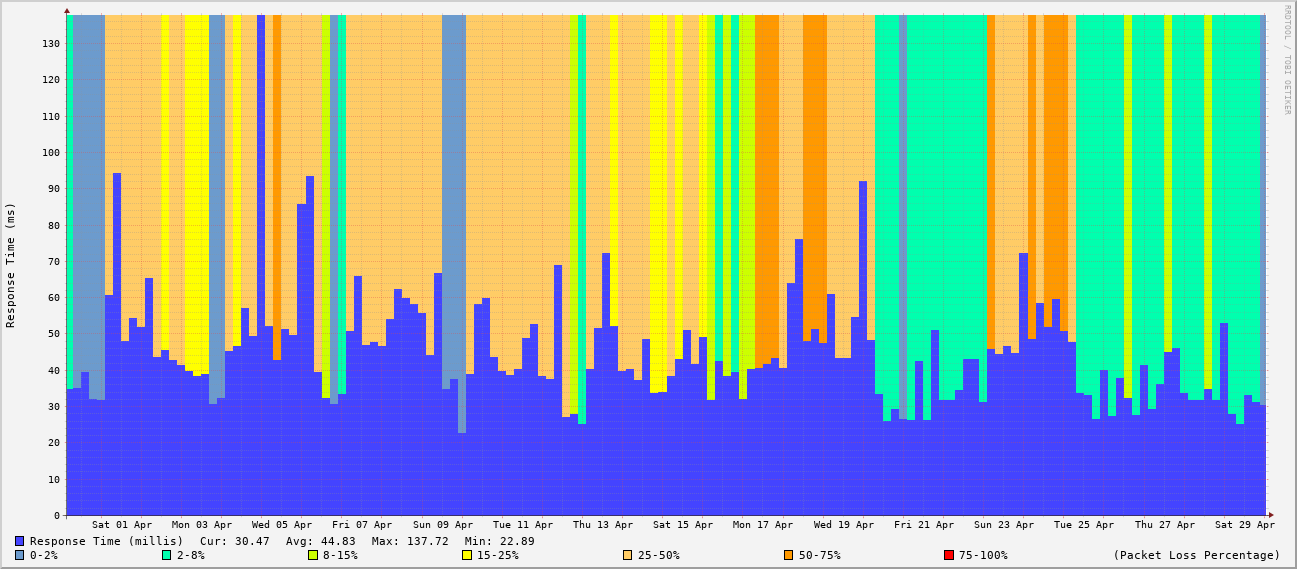 RRDTOOL / TOBI OETIKER
Response Time (ms)
130
120
110
100
90
80
70
60
50
40
30
20
10
0
Sat 01 Apr Mon 03 Apr Wed 05 Apr Fri 07 Apr Sun 09 Apr Tue 11 Apr Thu 13 Apr Sat 15 Apr Mon 17 Apr Wed 19 Apr Fri 21 Apr Sun 23 Apr Tue 25 Apr Thu 27 Apr Sat 29 Apr
Response Time (millis) Cur: 30.47 Avg: 44.83 Max: 137.72 Min: 22.89
0-2% 2-8% 8-15% 15-25% 25-50% 50-75% 75-100% (Packet Loss Percentage)